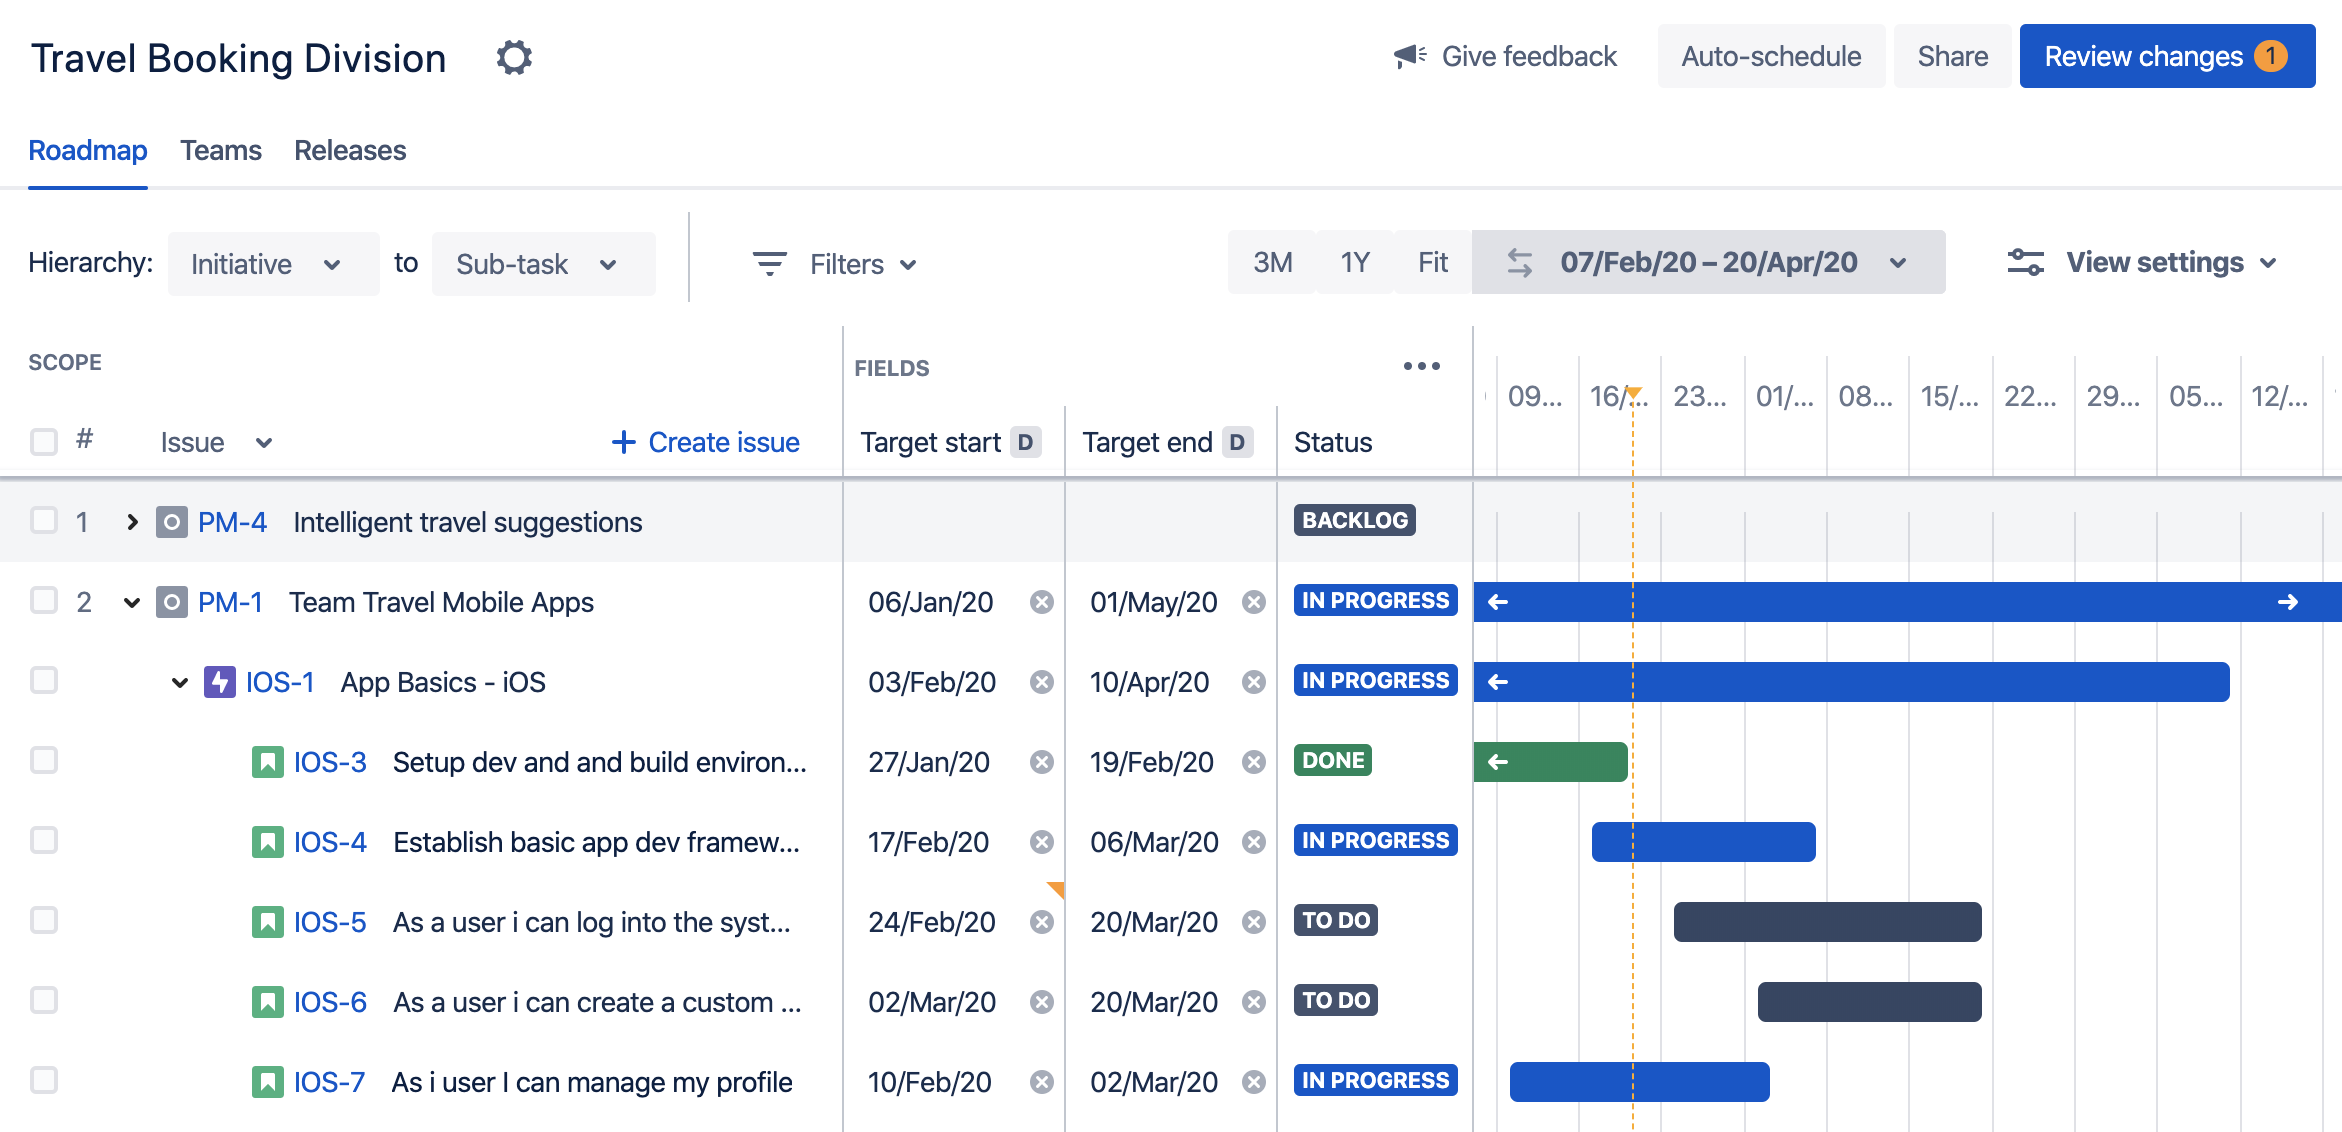 Travel Booking Division
Give feedback
Auto-schedule
Share
Review changes 1
Roadmap Teams Releases
Hierarchy: Initiative to Sub-task
Filters
3M 1Y Fit 07/Feb/20 – 20/Apr/20
View settings
SCOPE
FIELDS
09... 16/... 23... 01/... 08... 15/... 22... 29... 05... 12/...
# Issue + Create issue Target start D Target end D Status
1 PM-4 Intelligent travel suggestions BACKLOG
2 PM-1 Team Travel Mobile Apps 06/Jan/20 01/May/20 IN PROGRESS
IOS-1 App Basics - iOS 03/Feb/20 10/Apr/20 IN PROGRESS
IOS-3 Setup dev and and build environ... 27/Jan/20 19/Feb/20 DONE
IOS-4 Establish basic app dev framew... 17/Feb/20 06/Mar/20 IN PROGRESS
IOS-5 As a user i can log into the syst... 24/Feb/20 20/Mar/20 TO DO
IOS-6 As a user i can create a custom ... 02/Mar/20 20/Mar/20 TO DO
IOS-7 As i user I can manage my profile 10/Feb/20 02/Mar/20 IN PROGRESS